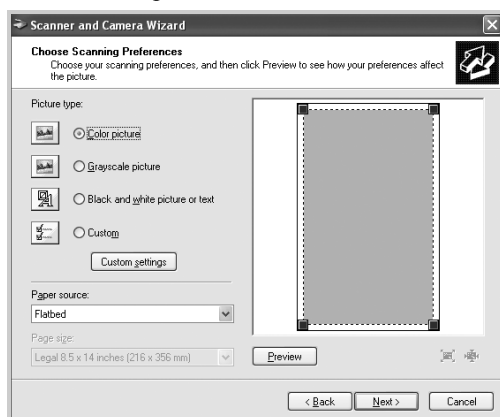 Scanner and Camera Wizard
Choose Scanning Preferences
Choose your scanning preferences, and then click Preview to see how your preferences affect
the picture.
Picture type:
Color picture
Grayscale picture
Black and white picture or text
Custom
Custom settings
Paper source:
Flatbed
Page size:
Legal 8.5 x 14 inches (216 x 356 mm)
Preview
< Back
Next >
Cancel